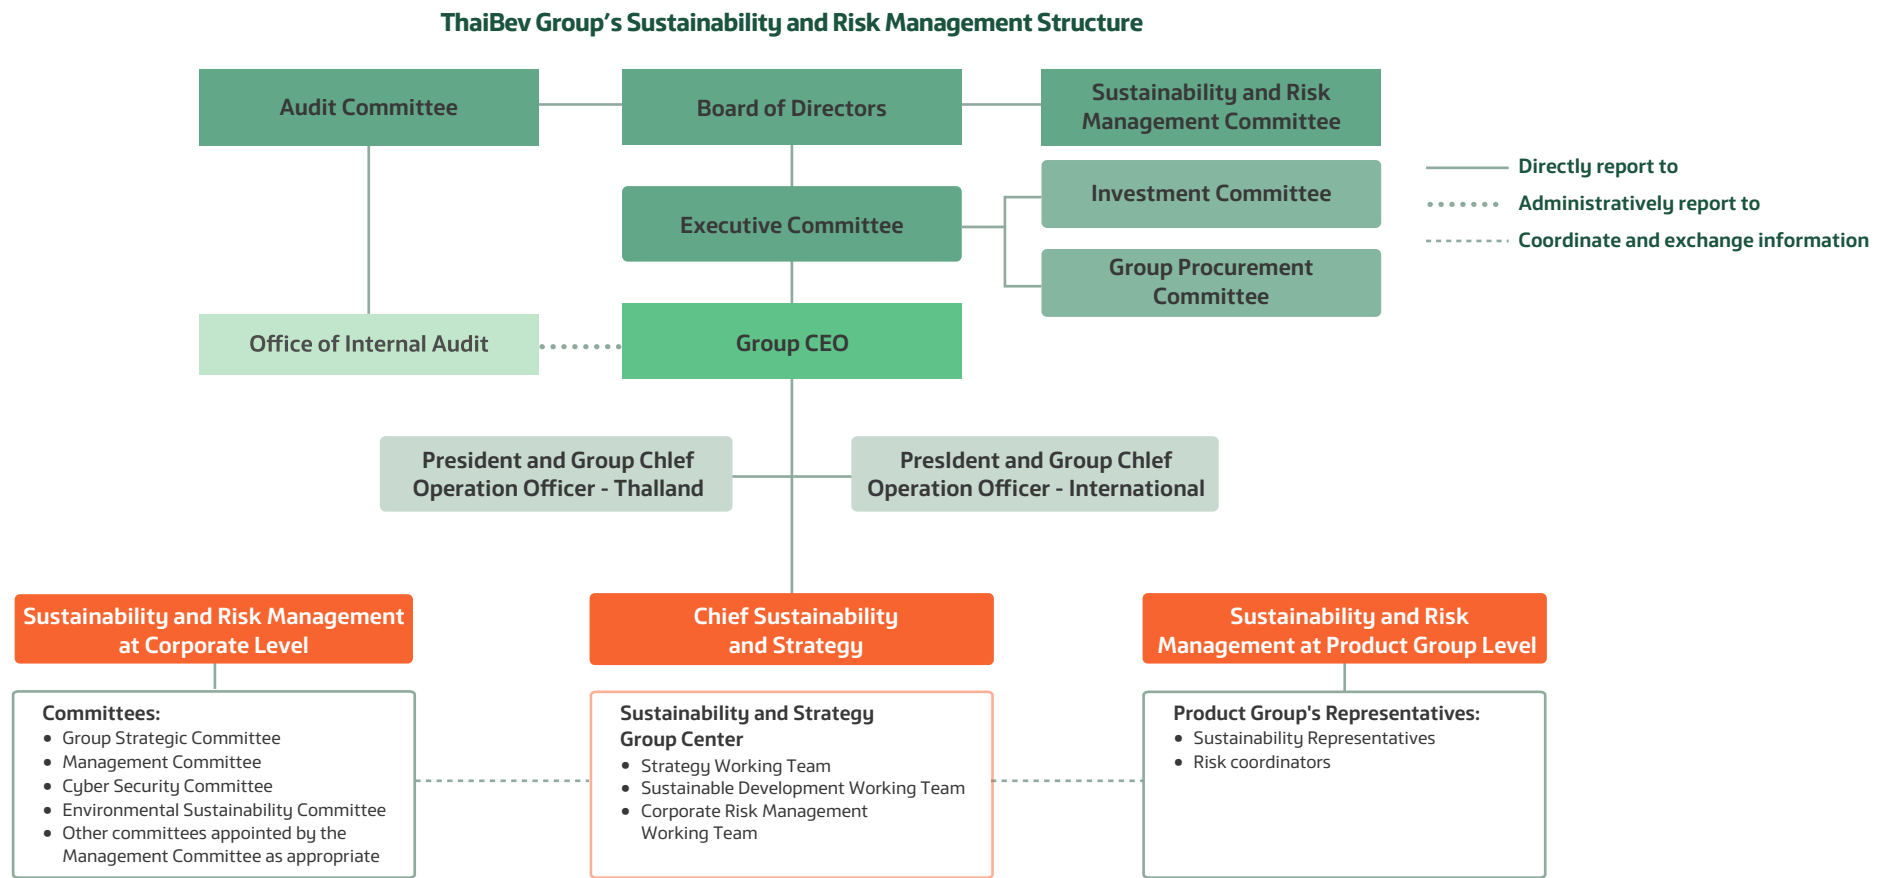 ThaiBev Group's Sustainability and Risk Management Structure
Audit Committee
Board of Directors
Sustainability and Risk
Management Committee
Executive Committee
Investment Committee
Group Procurement
Committee
Directly report to
Administratively report to
Coordinate and exchange information
Office of Internal Audit
Group CEO
President and Group ChIef
Operation Officer - ThaIland
PresIdent and Group ChIef
Operation Officer - International
Sustainability and Risk Management
at Corporate Level
Chief Sustainability
and Strategy
Sustainability and Risk
Management at Product Group Level
Committees:
• Group Strategic Committee
• Management Committee
• Cyber Security Committee
• Environmental Sustainability Committee
• Other committees appointed by the
Management Committee as appropriate
Sustainability and Strategy
Group Center
• Strategy Working Team
• Sustainable Development Working Team
• Corporate Risk Management
Working Team
Product Group's Representatives:
• Sustainability Representatives
• Risk coordinators